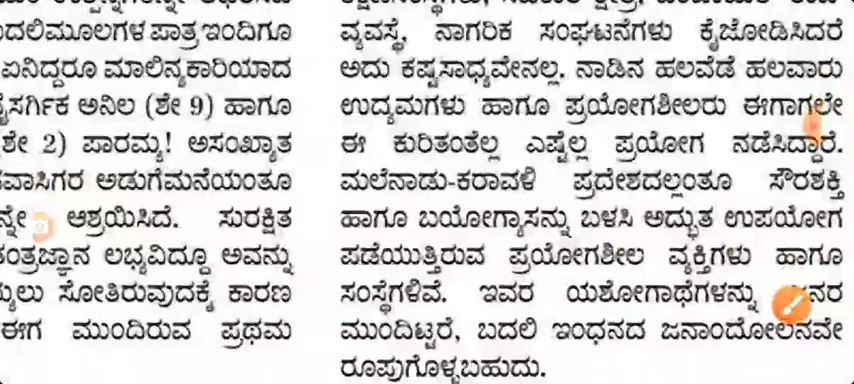 ದಲಿಮೂಲಗಳ ಪಾತ್ರ ಇಂದಿಗೂ
ಏನಿದ್ದರೂ ಮಾಲಿನ್ಯಕಾರಿಯಾದ
ಅನಿಲ (ಶೇ 9) ಹಾಗೂ
ಶೇ 2) ಪಾರಮ್ಯ! ಅಸಂಖ್ಯಾತ
ವಾಸಿಗರ ಅಡುಗೆಮನೆಯಂತೂ
ನ್ನೇ ಆಶ್ರಯಿಸಿದೆ. ಸುರಕ್ಷಿತ
ಂತ್ರಜ್ಞಾನ ಲಭ್ಯವಿದ್ದೂ ಅವನ್ನು
ಸೋತಿರುವುದಕ್ಕೆ ಕಾರಣ
ಈಗ ಮುಂದಿರುವ ಪ್ರಥಮ
ವ್ಯವಸ್ಥೆ, ನಾಗರಿಕ ಸಂಘಟನೆಗಳು ಕೈಜೋಡಿಸಿದರೆ
ಅದು ಕಷ್ಟಸಾಧ್ಯವೇನಲ್ಲ. ನಾಡಿನ ಹಲವೆಡೆ ಹಲವಾರು
ಉದ್ಯಮಗಳು ಹಾಗೂ ಪ್ರಯೋಗಶೀಲರು ಈಗಾಗಲೇ
ಈ ಕುರಿತಂತೆಲ್ಲ ಎಷ್ಟೆಲ್ಲ ಪ್ರಯೋಗ ನಡೆಸಿದ್ದಾರೆ.
ಮಲೆನಾಡು-ಕರಾವಳಿ ಪ್ರದೇಶದಲ್ಲಂತೂ ಸೌರಶಕ್ತಿ
ಹಾಗೂ ಬಯೋಗ್ಯಾಸನ್ನು ಬಳಸಿ ಅದ್ಭುತ ಉಪಯೋಗ
ಪಡೆಯುತ್ತಿರುವ ಪ್ರಯೋಗಶೀಲ ವ್ಯಕ್ತಿಗಳು ಹಾಗೂ
ಸಂಸ್ಥೆಗಳಿವೆ. ಇವರ ಯಶೋಗಾಥೆಗಳನ್ನು ನರ
ಮುಂದಿಟ್ಟರೆ, ಬದಲಿ ಇಂಧನದ ಜನಾಂದೋಲನವೇ
ರೂಪುಗೊಳ್ಳಬಹುದು.